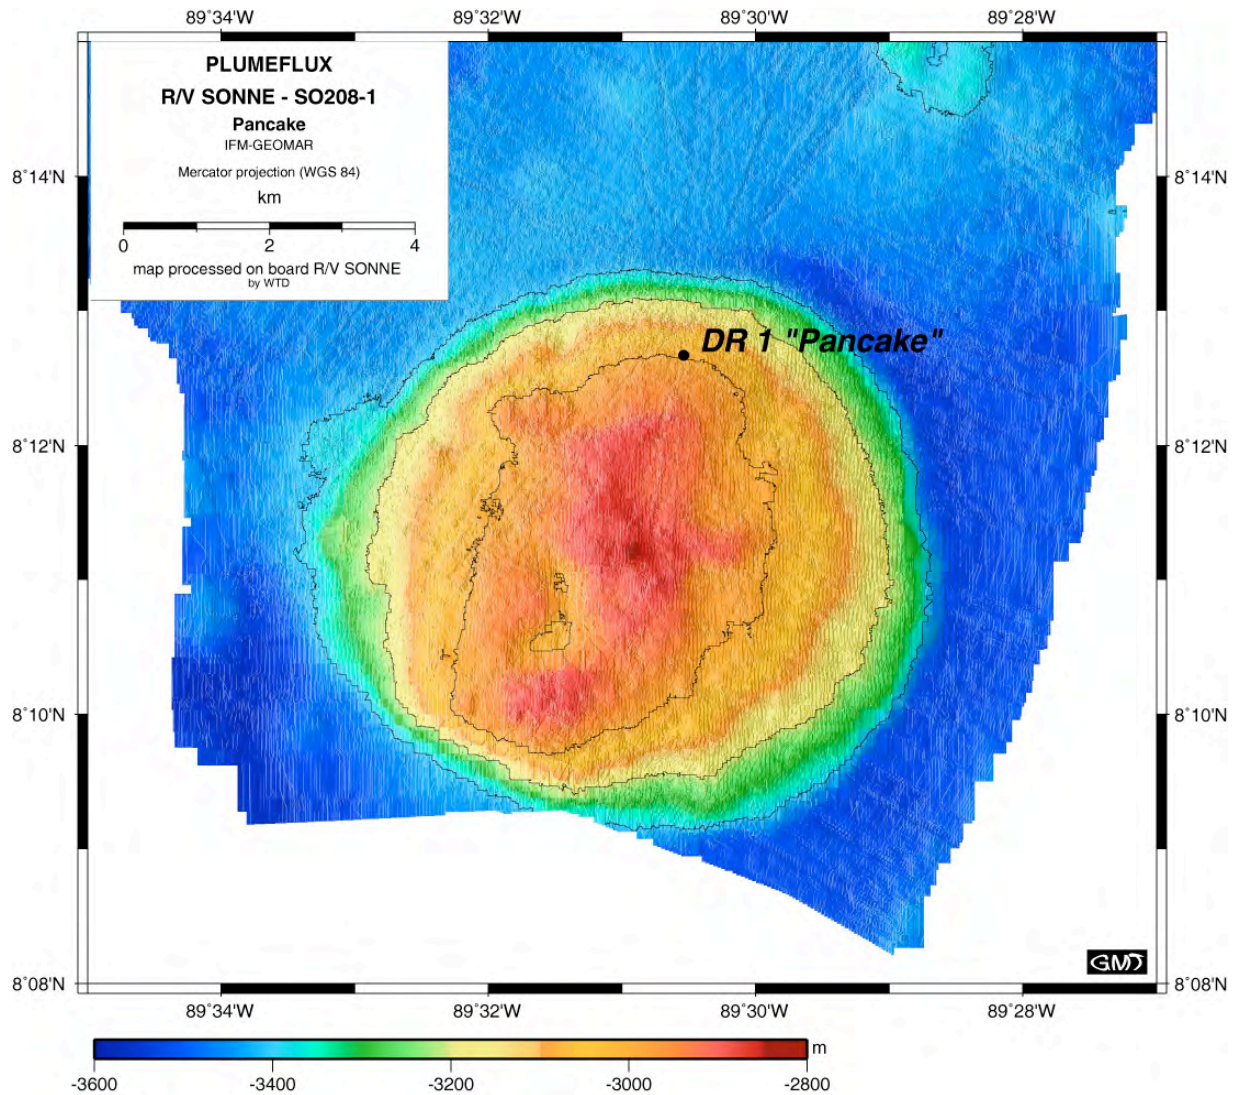 89°34'W 89°32'W 89°30'W 89°28'W
PLUMEFLUX
R/V SONNE - SO208-1
Pancake
IFM-GEOMAR
Mercator projection (WGS 84)
km
0 2 4
map processed on board R/V SONNE
by WTD
8°14'N 8°14'N
DR 1 "Pancake"
8°12'N 8°12'N
8°10'N 8°10'N
GMT
8°08'N 8°08'N
89°34'W 89°32'W 89°30'W 89°28'W
m
-3600 -3400 -3200 -3000 -2800